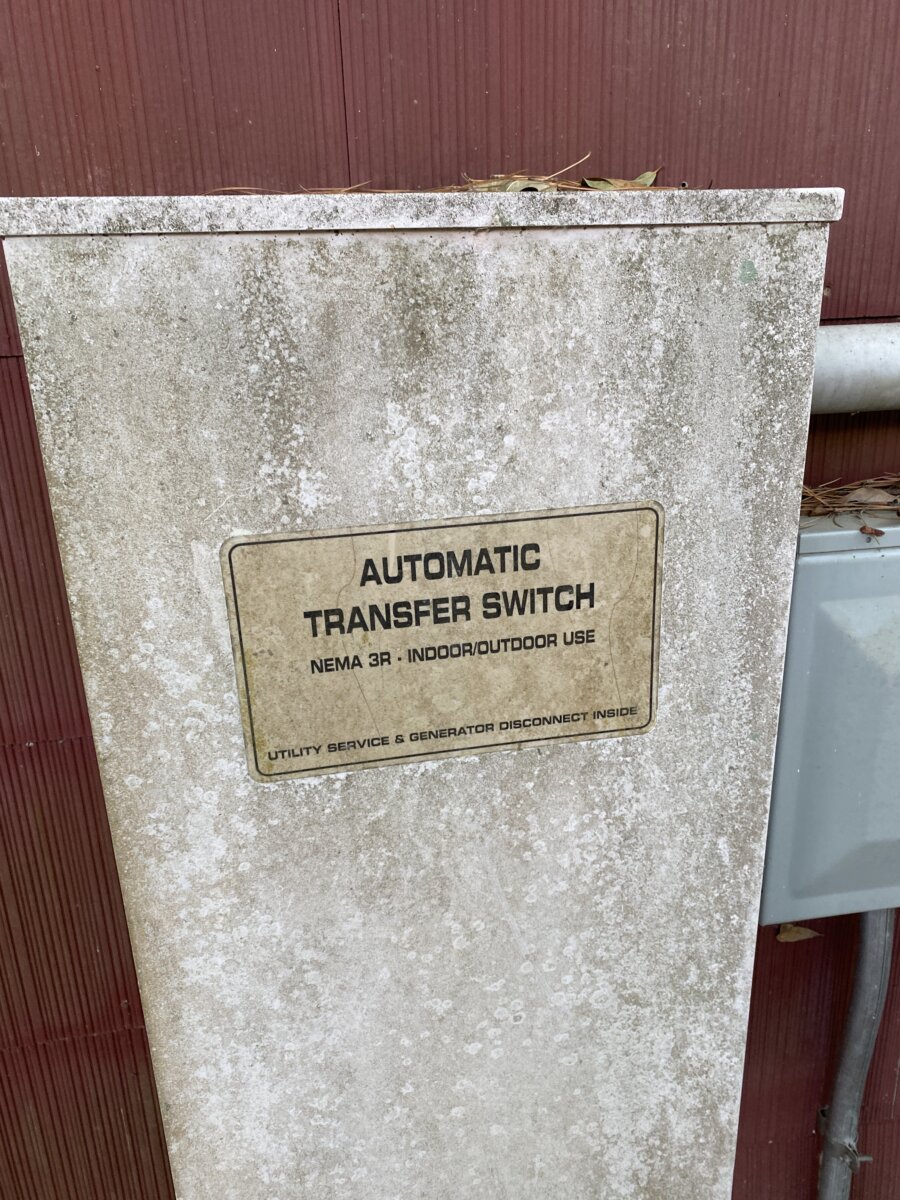 AUTOMATIC
TRANSFER SWITCH
NEMA 3R · INDOOR/OUTDOOR USE
UTILITY SERVICE & GENERATOR DISCONNECT INSIDE